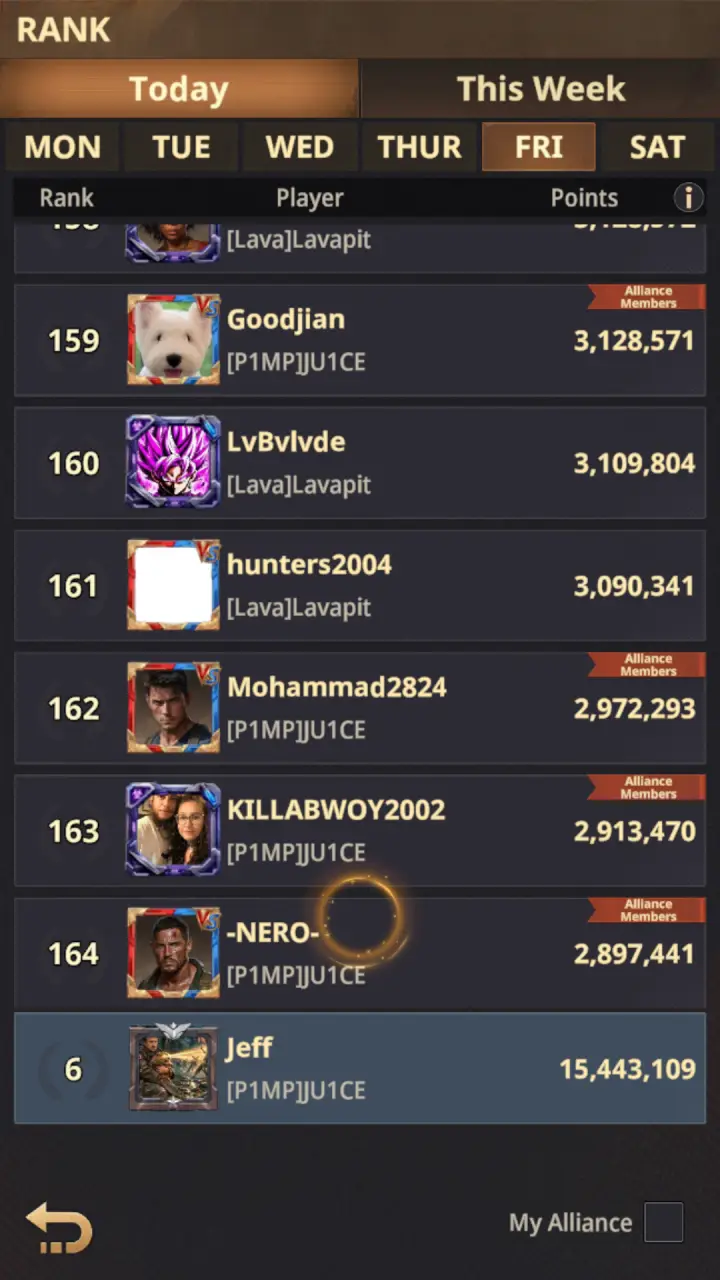 RANK
Today
This Week
MON
TUE
WED
THUR
FRI
SAT
Rank
Player
Points
[Lava]Lavapit
Alliance
Members
159
Goodjian
3,128,571
[P1MP]JU1CE
160
LvBvlvde
3,109,804
[Lava]Lavapit
161
hunters2004
3,090,341
[Lava]Lavapit
Alliance
Members
162
Mohammad2824
2,972,293
[P1MP]JU1CE
Alliance
Members
163
KILLABWOY2002
2,913,470
[P1MP]JU1CE
Alliance
Members
164
-NERO-
2,897,441
[P1MP]JU1CE
6
Jeff
15,443,109
[P1MP]JU1CE
My Alliance